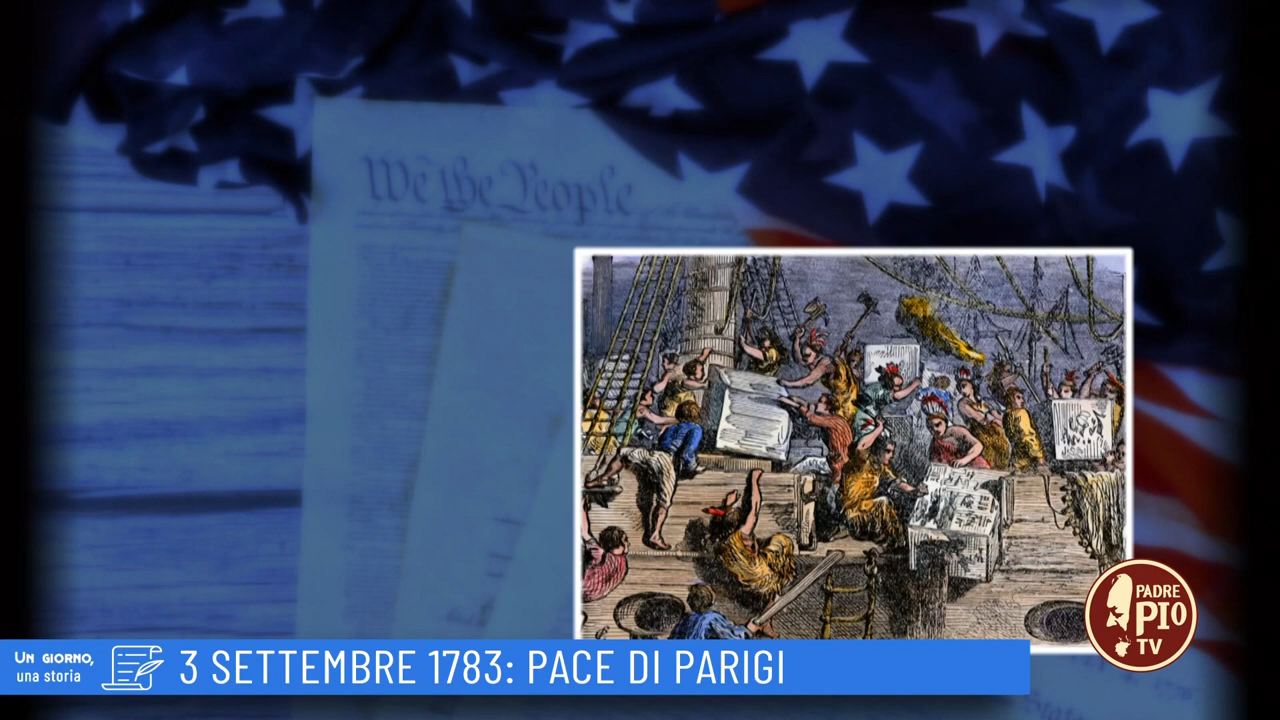 We the People
Un giorno,
una storia
3 SETTEMBRE 1783: PACE DI PARIGI
PADRE
PIO
TV